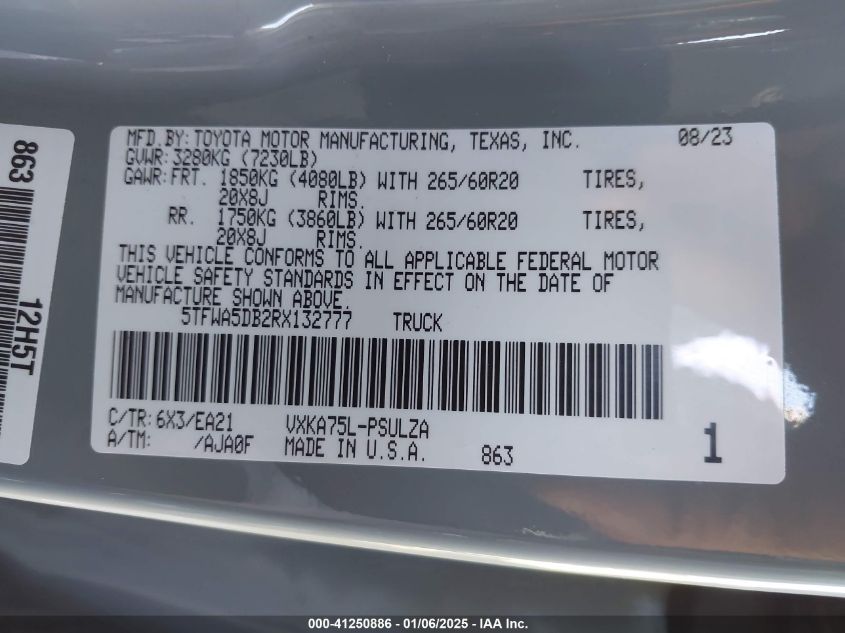 863
12H5T
MFD.BY:TOYOTA MOTOR MANUFACTURING, TEXAS, INC. 08/23
GVWR:3280KG (7230LB)
GAWR:FRT. 1850KG (4080LB) WITH 265/60R20 TIRES,
20X8J RIMS.
RR. 1750KG (3860LB) WITH 265/60R20 TIRES,
20X8J RIMS.
THIS VEHICLE CONFORMS TO ALL APPLICABLE FEDERAL MOTOR
VEHICLE SAFETY STANDARDS IN EFFECT ON THE DATE OF
MANUFACTURE SHOWN ABOVE.
5TFWA5DB2RX132777 TRUCK
C/TR:6X3/EA21 VXKA75L-PSULZA
A/TM: /AJA0F MADE IN U.S.A. 863 1
000-41250886 - 01/06/2025 - IAA Inc.